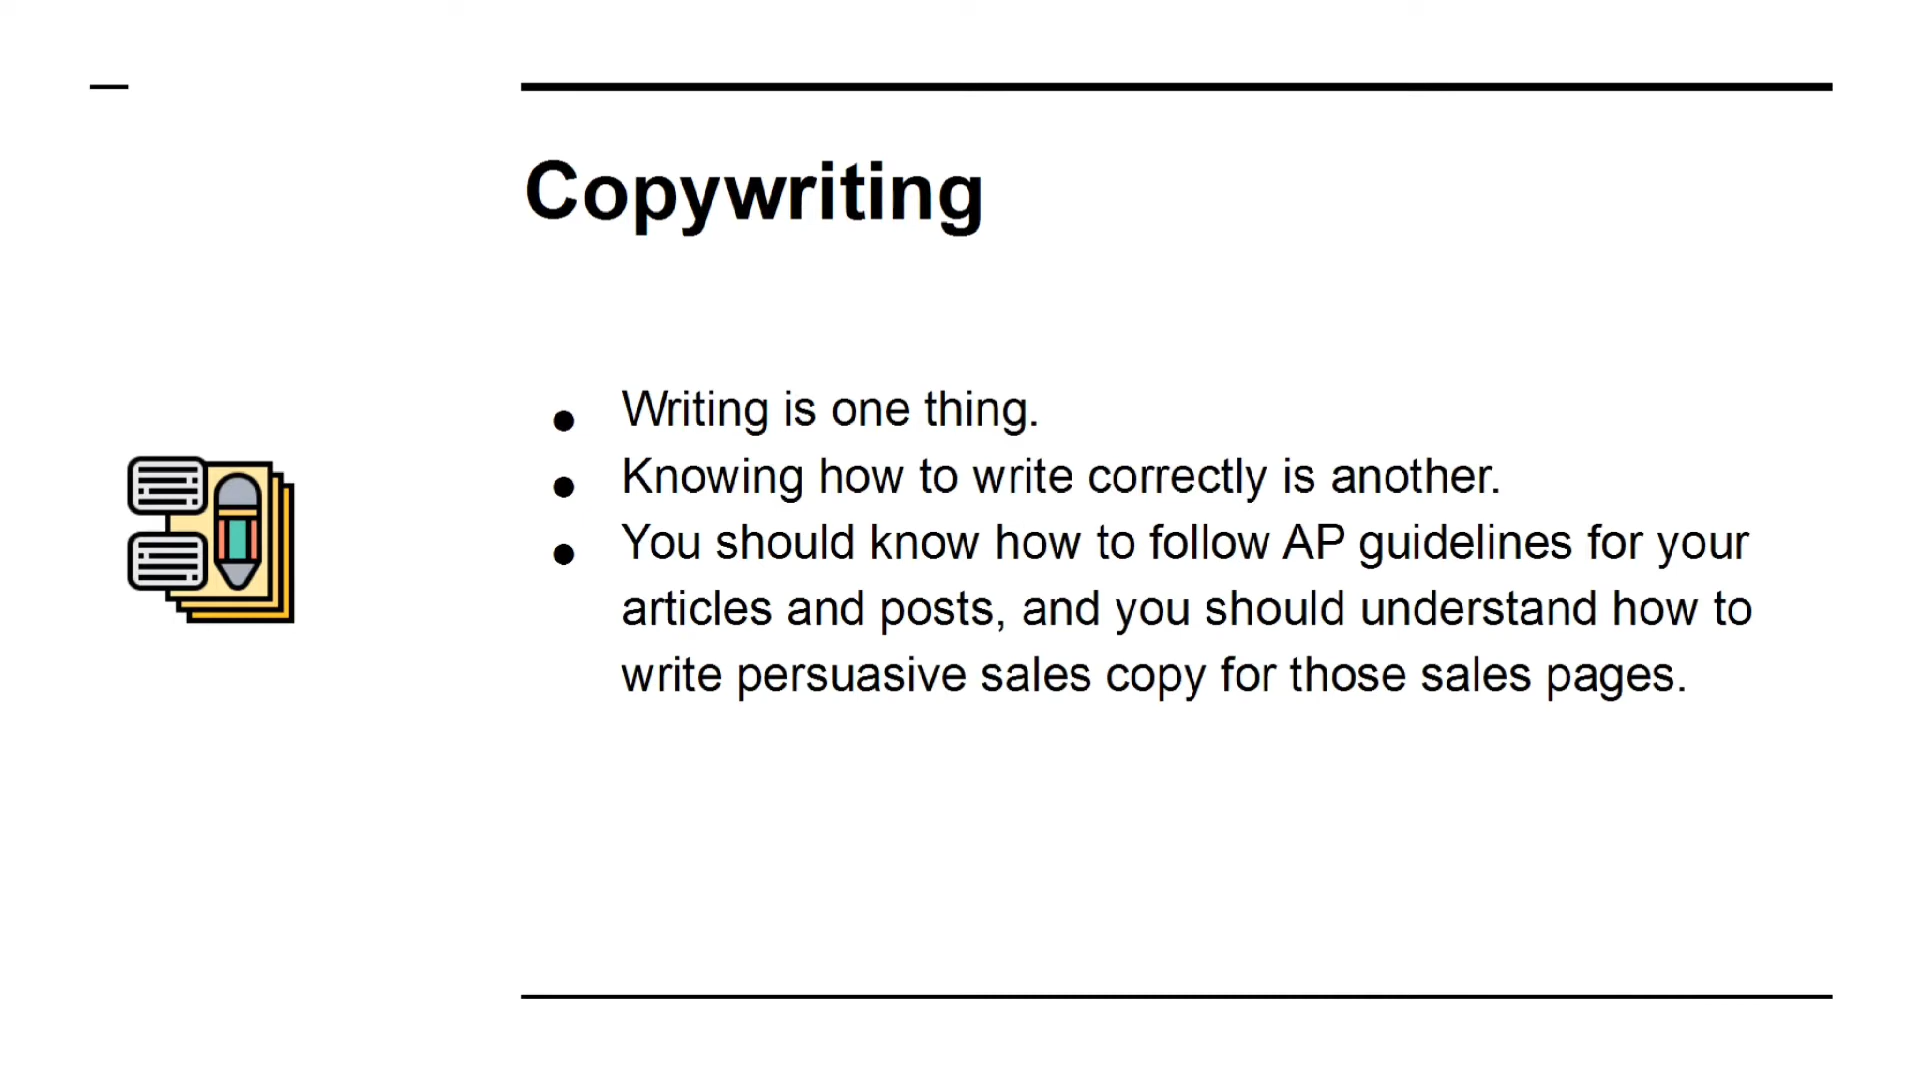 Copywriting
● Writing is one thing.
● Knowing how to write correctly is another.
● You should know how to follow AP guidelines for your
articles and posts, and you should understand how to
write persuasive sales copy for those sales pages.